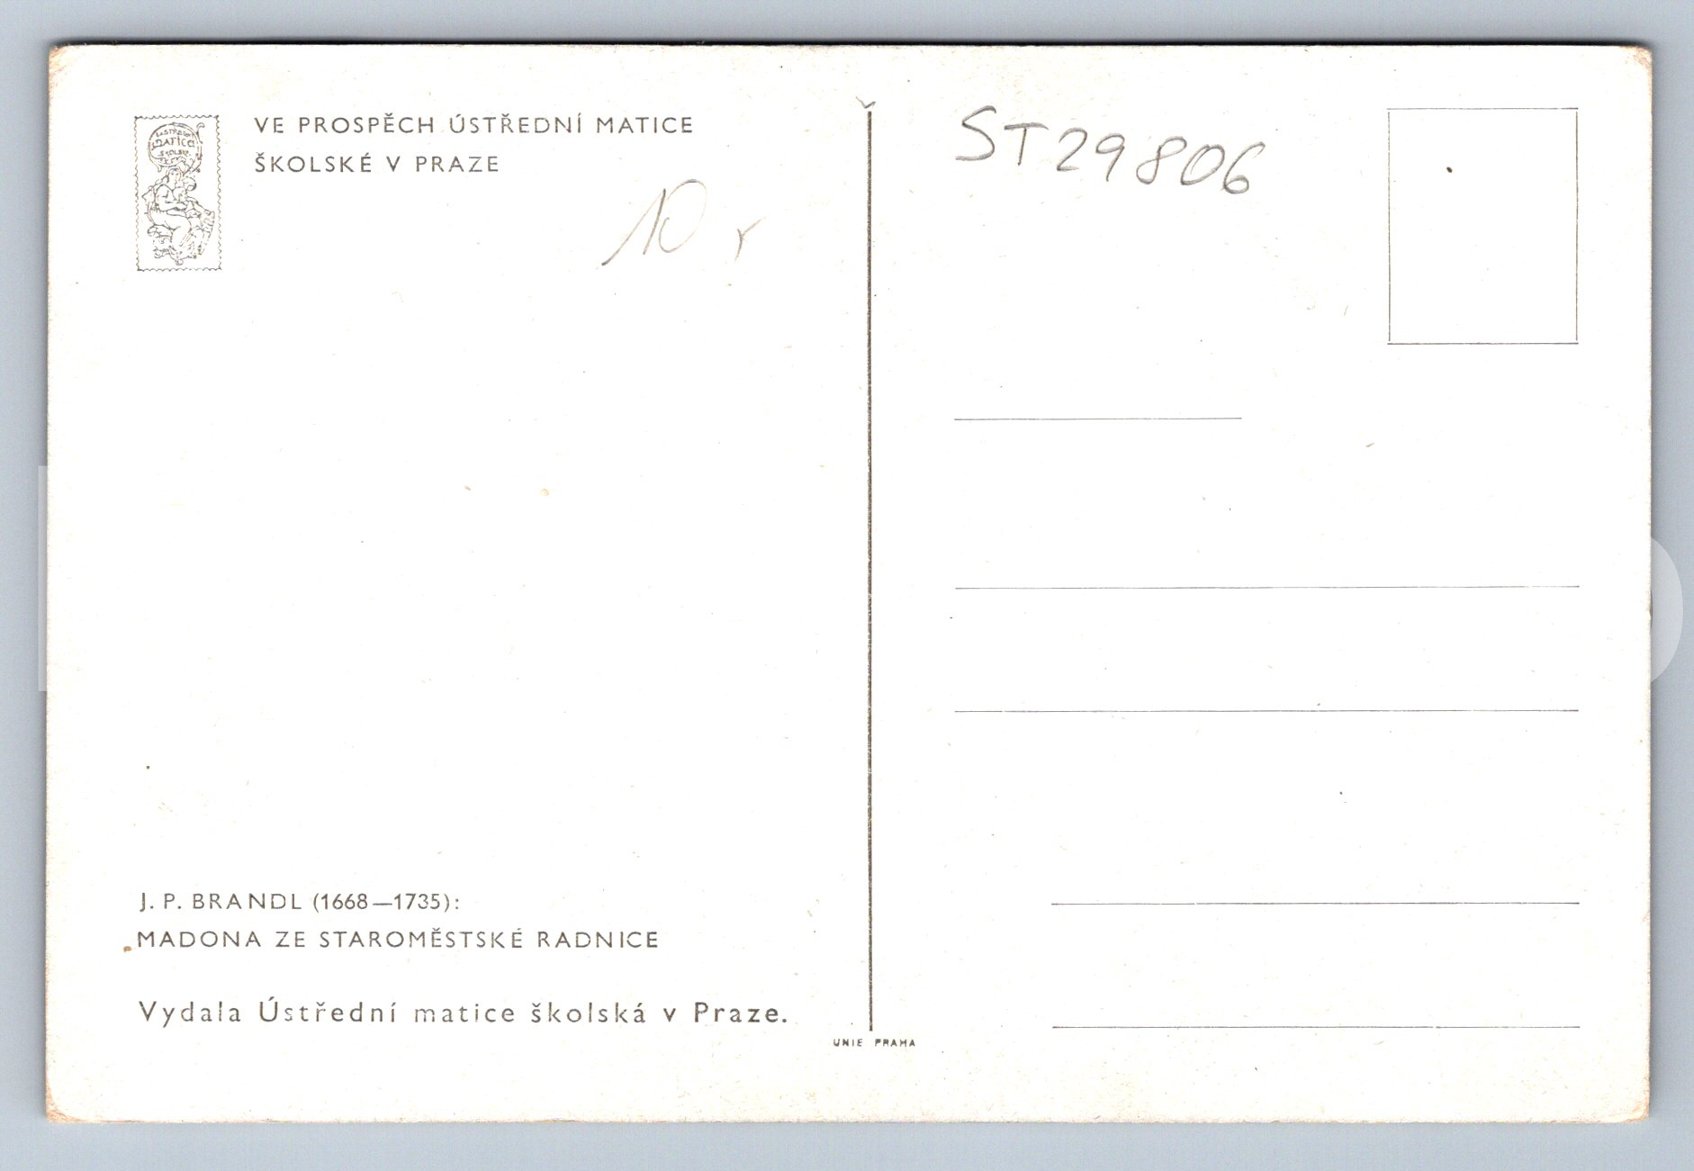 VE PROSPĚCH ÚSTŘEDNÍ MATICE
ŠKOLSKÉ V PRAZE
10
ST29806
J. P. BRANDL (1668—1735):
MADONA ZE STAROMĚSTSKÉ RADNICE
Vydala Ústřední matice školská v Praze.
UNIE PRAHA